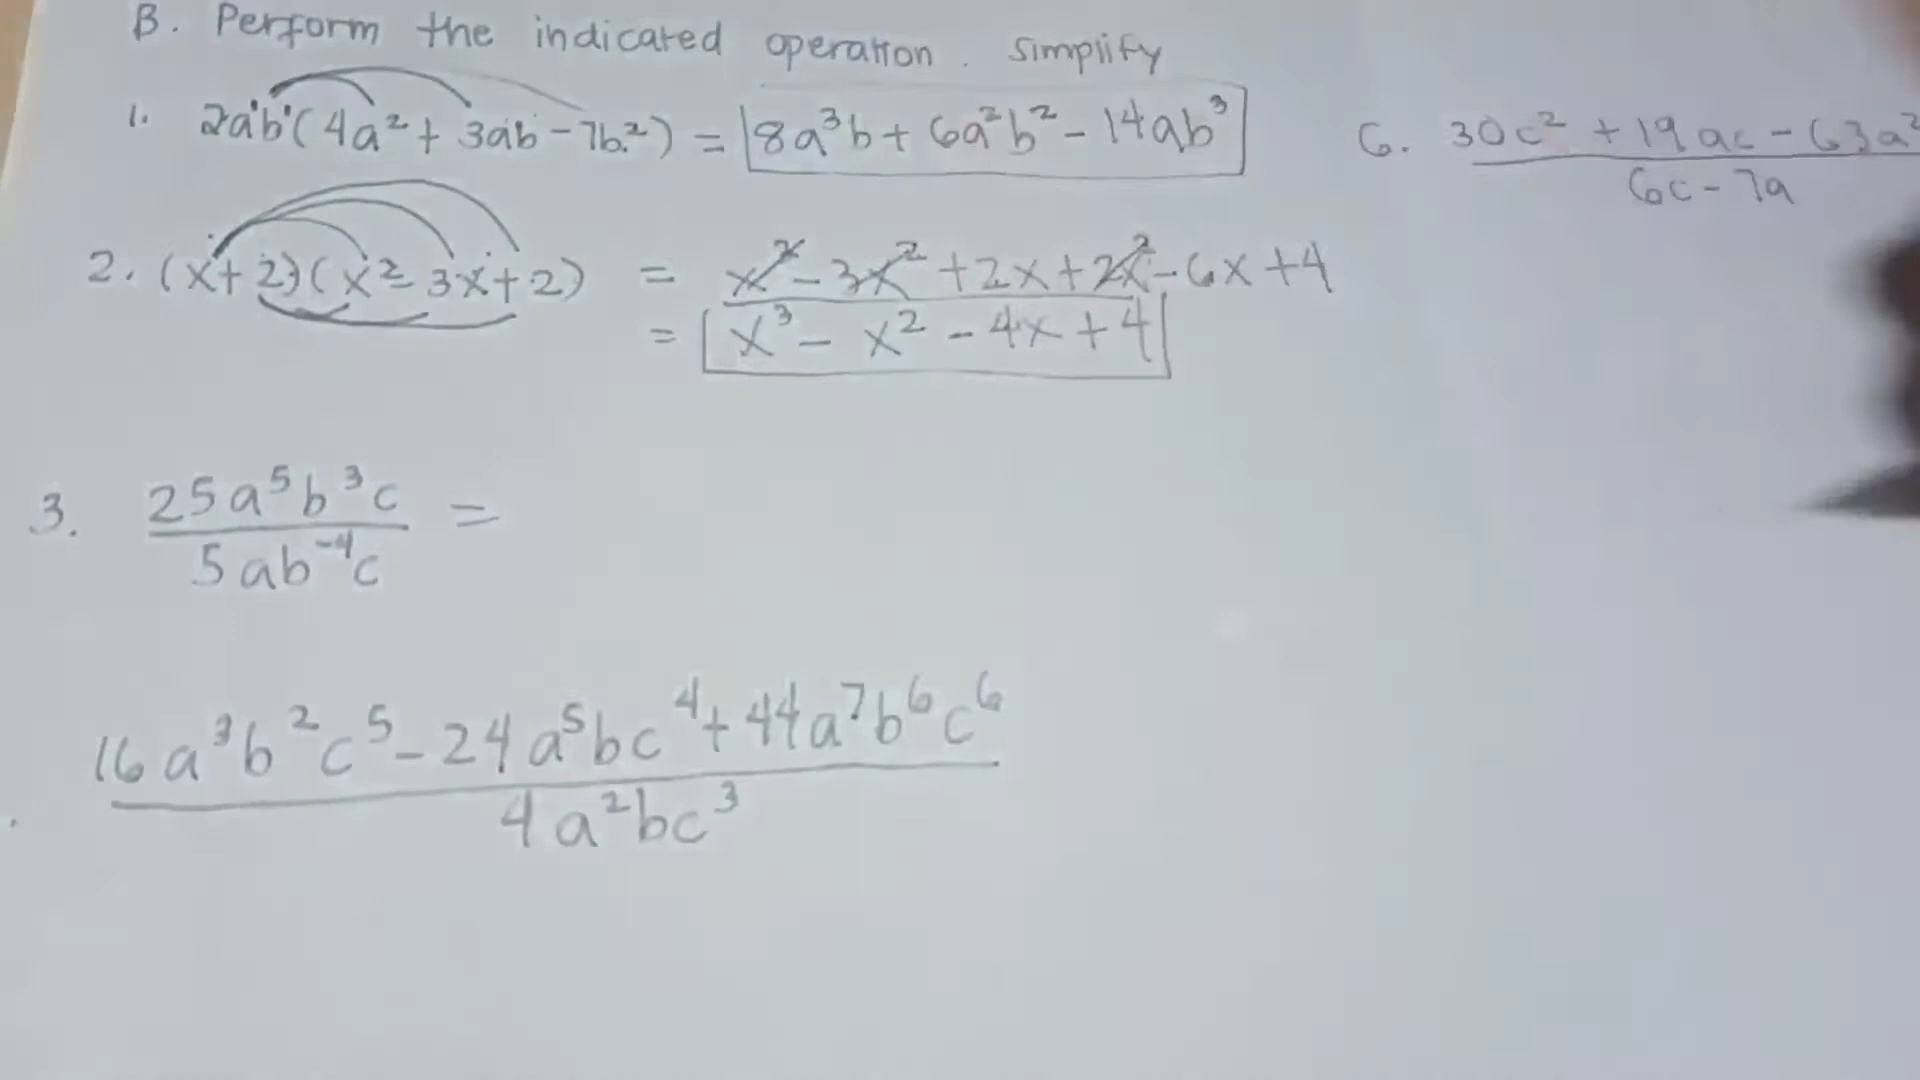 B. Perform the indicated operation. Simplify
1. 2a¹b¹(4a² + 3ab - 7b²) = 8a³b + 6a²b² - 14ab³
2. (x+2)(x² - 3x+2) = x³ - 3x² + 2x + 2x² - 6x + 4
= x³ - x² - 4x + 4
3. 25a⁵b³c =
5ab⁻⁴c
16a³b²c⁵ - 24a⁵bc⁴ + 44a⁷b⁶c⁶
4a²bc³
6. 30c² + 19ac - 63a²
6c - 7a